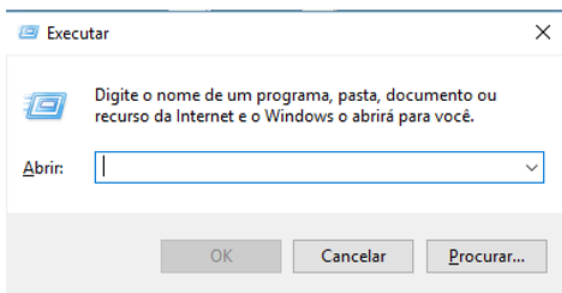 Executar
Digite o nome de um programa, pasta, documento ou
recurso da Internet e o Windows o abrirá para você.
Abrir:
OK
Cancelar
Procurar...